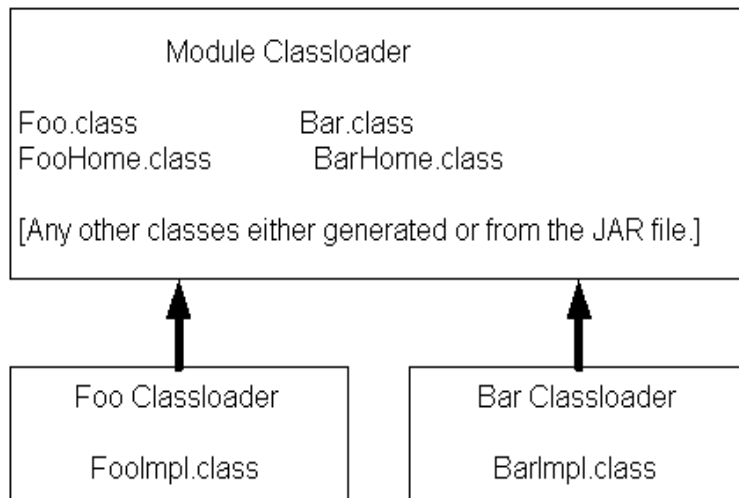 Module Classloader
Foo.class Bar.class
FooHome.class BarHome.class
[Any other classes either generated or from the JAR file.]
Foo Classloader Bar Classloader
FooImpl.class BarImpl.class